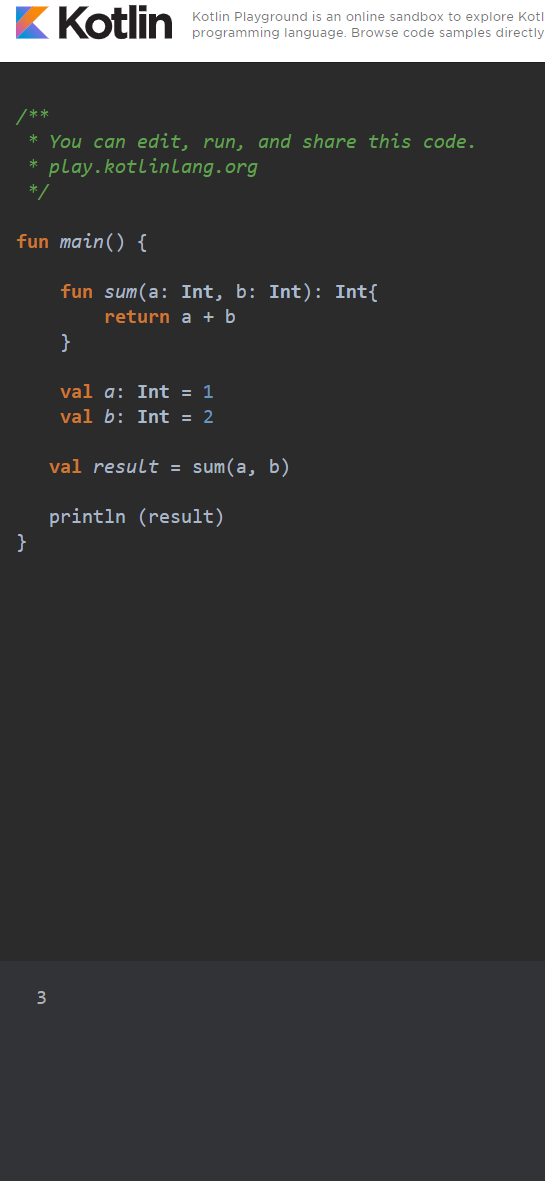 Kotlin
Kotlin Playground is an online sandbox to explore Kotl
programming language. Browse code samples directly
/**
 * You can edit, run, and share this code.
 * play.kotlinlang.org
 */
fun main() {
    fun sum(a: Int, b: Int): Int{
        return a + b
    }
    val a: Int = 1
    val b: Int = 2
   val result = sum(a, b)
   println (result)
}
3